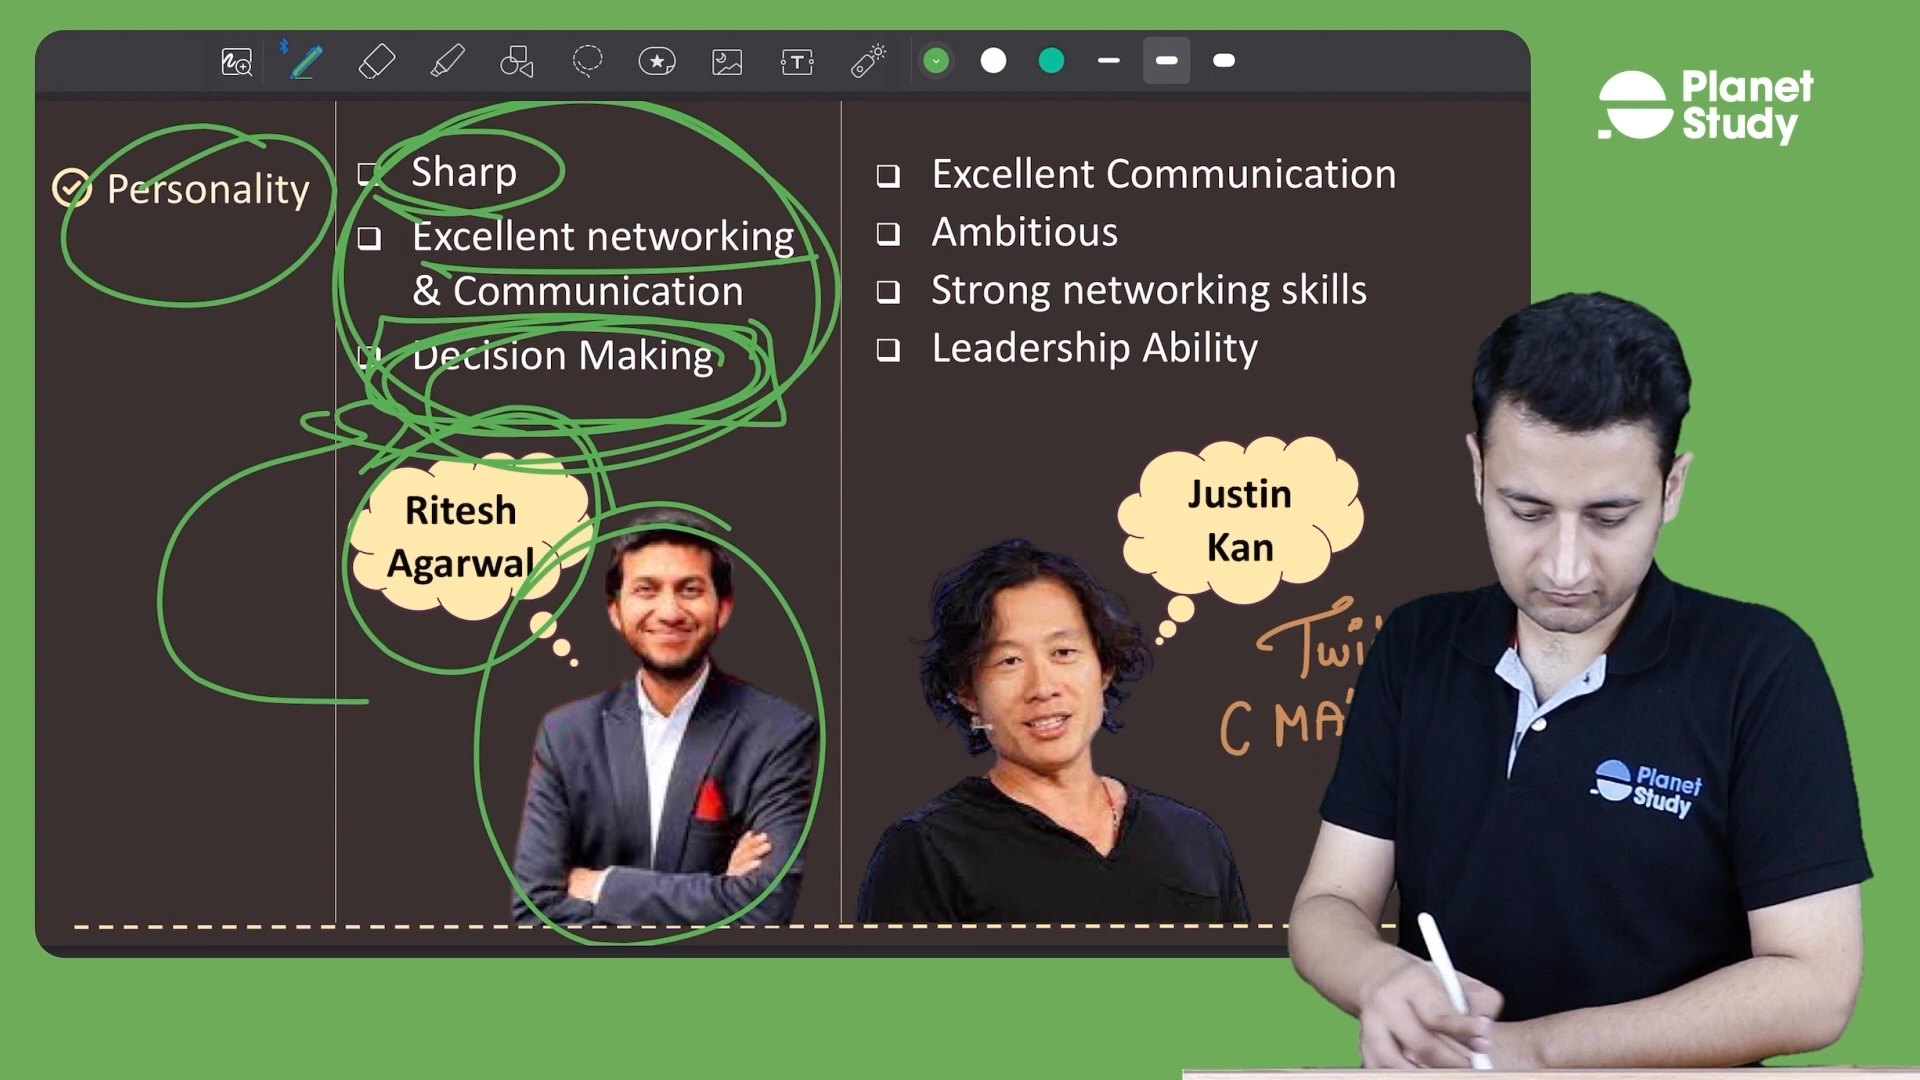 Planet
Study
Personality
Sharp
Excellent networking
& Communication
Decision Making
Excellent Communication
Ambitious
Strong networking skills
Leadership Ability
Ritesh
Agarwal
Justin
Kan
C MA
Planet
Study